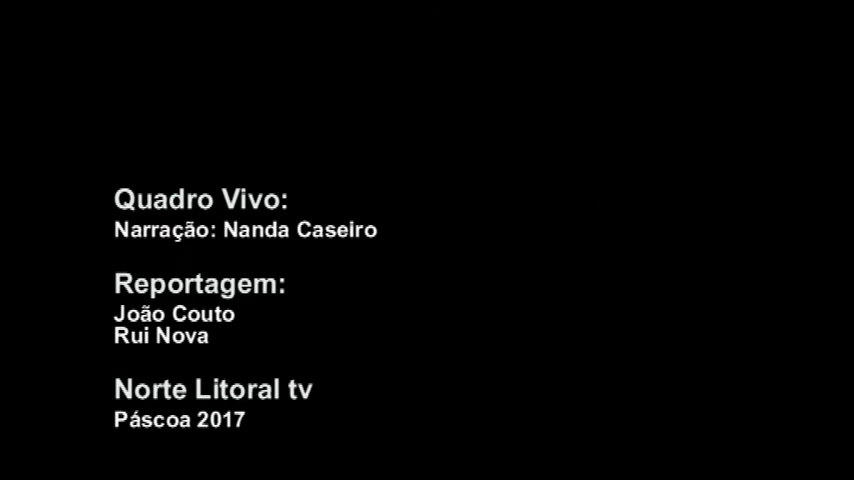 Quadro Vivo:
Narração: Nanda Caseiro
Reportagem:
João Couto
Rui Nova
Norte Litoral tv
Páscoa 2017